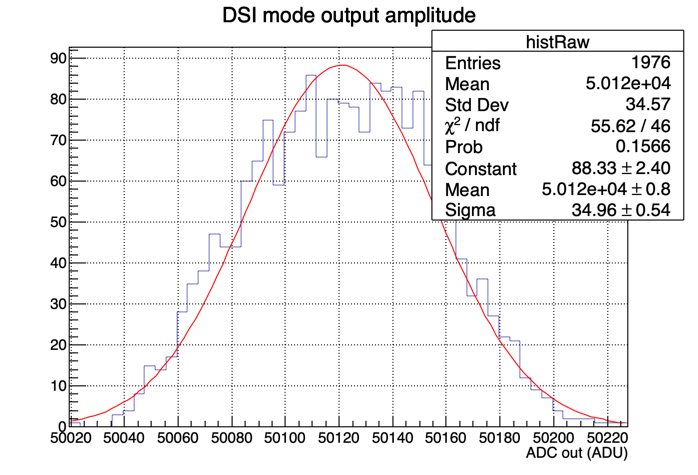 DSI mode output amplitude
histRaw
Entries 1976
Mean 5.012e+04
Std Dev 34.57
χ² / ndf 55.62 / 46
Prob 0.1566
Constant 88.33 ± 2.40
Mean 5.012e+04 ± 0.8
Sigma 34.96 ± 0.54
90
80
70
60
50
40
30
20
10
0
50020 50040 50060 50080 50100 50120 50140 50160 50180 50200 50220
ADC out (ADU)